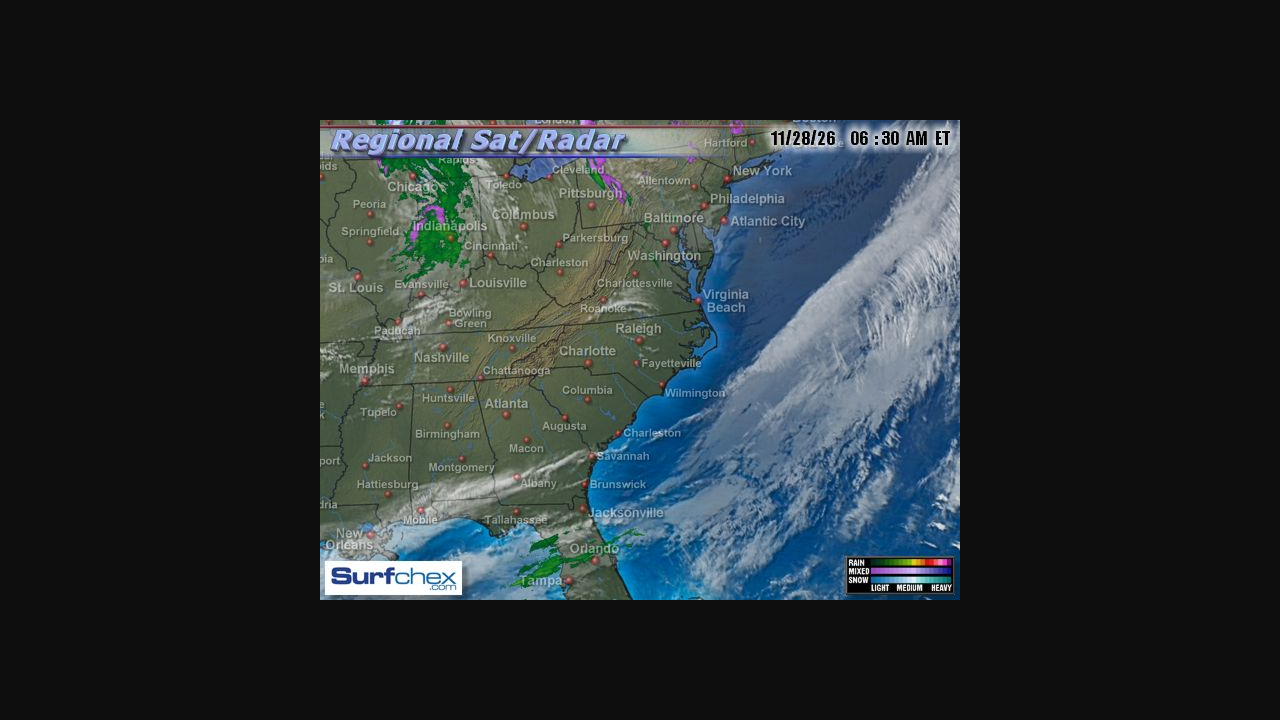 Regional Sat/Radar
11/28/26 06:30 AM ET
London
Hartford
Rapids
Cleveland
New York
Chicago
Toledo
Allentown
Pittsburgh
Philadelphia
Peoria
Columbus
Baltimore
Atlantic City
Springfield
Indianapolis
Parkersburg
Cincinnati
Washington
Charleston
St. Louis
Evansville
Louisville
Charlottesville
Virginia
Beach
Roanoke
Bowling
Green
Paducah
Raleigh
Knoxville
Nashville
Charlotte
Memphis
Chattanooga
Fayetteville
Huntsville
Columbia
Wilmington
Tupelo
Atlanta
Birmingham
Augusta
Charleston
Macon
Jackson
Montgomery
Savannah
Hattiesburg
Albany
Brunswick
Mobile
Tallahassee
Jacksonville
New
Orleans
Orlando
Tampa
Surfchex
.com
RAIN
MIXED
SNOW
LIGHT MEDIUM HEAVY